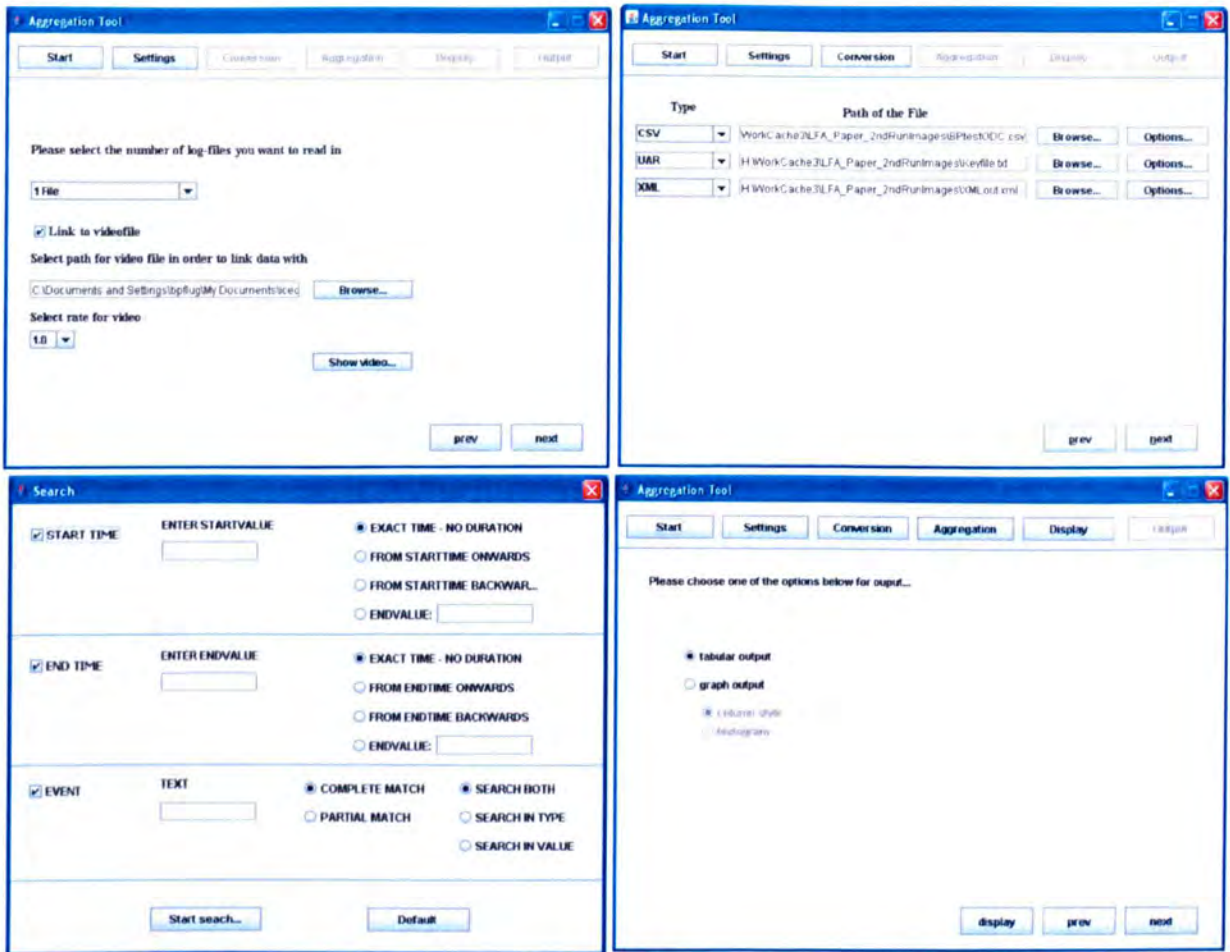 Aggregation Tool
Start Settings Conversion Aggregation Display Output
Please select the number of log-files you want to read in
1 File
Link to videofile
Select path for video file in order to link data with
C:\Documents and Settings\bpflug\My Documents\iceq
Browse...
Select rate for video
1.0
Show video...
prev next
Aggregation Tool
Start Settings Conversion Aggregation Display Output
Type Path of the File
CSV \WorkCache3\LFA_Paper_2ndRunImages\BPtestODC.csv Browse... Options...
UAR H:\WorkCache3\LFA_Paper_2ndRunImages\Keyfile.txt Browse... Options...
XML H:\WorkCache3\LFA_Paper_2ndRunImages\XMLout.xml Browse... Options...
prev next
Search
START TIME
ENTER STARTVALUE
EXACT TIME - NO DURATION
FROM STARTTIME ONWARDS
FROM STARTTIME BACKWAR...
ENDVALUE:
END TIME
ENTER ENDVALUE
EXACT TIME - NO DURATION
FROM ENDTIME ONWARDS
FROM ENDTIME BACKWARDS
ENDVALUE:
EVENT
TEXT
COMPLETE MATCH
PARTIAL MATCH
SEARCH BOTH
SEARCH IN TYPE
SEARCH IN VALUE
Start seach... Default
Aggregation Tool
Start Settings Conversion Aggregation Display Output
Please choose one of the options below for ouput...
tabular output
graph output
column style
histogram
display prev next